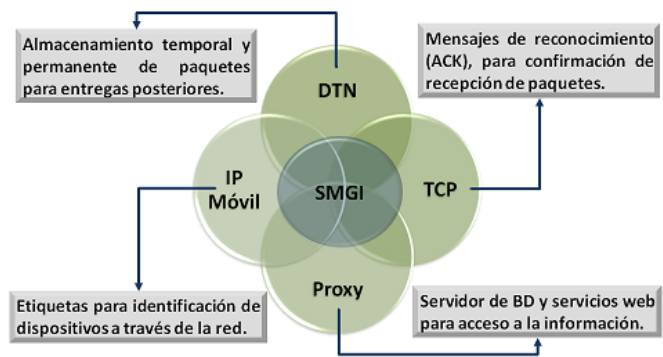 Almacenamiento temporal y
permanente de paquetes
para entregas posteriores.
Mensajes de reconocimiento
(ACK), para confirmación de
recepción de paquetes.
DTN
IP
Móvil
SMGI
TCP
Proxy
Etiquetas para identificación de
dispositivos a través de la red.
Servidor de BD y servicios web
para acceso a la información.